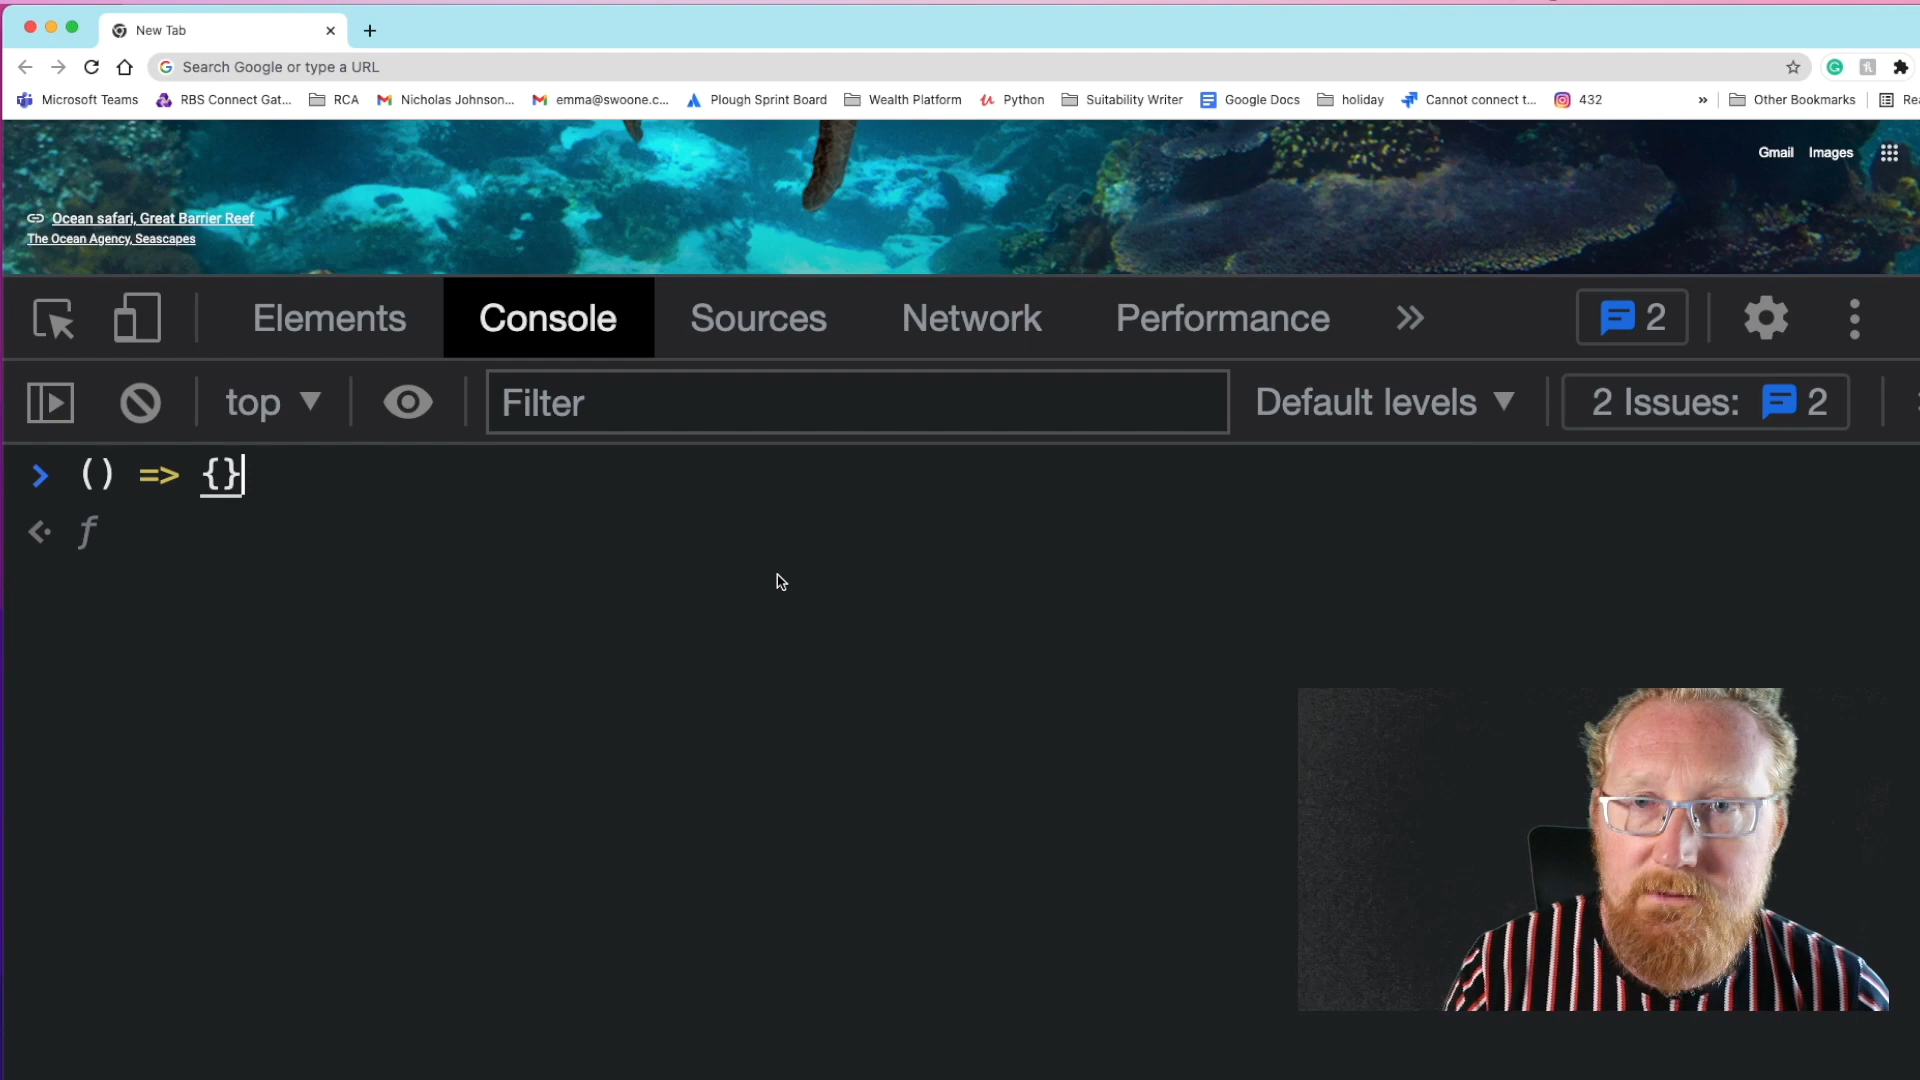 New Tab
Search Google or type a URL
Microsoft Teams RBS Connect Gat... RCA Nicholas Johnson... emma@swoone.c... Plough Sprint Board Wealth Platform Python Suitability Writer Google Docs holiday Cannot connect t... 432 » Other Bookmarks Rea
Gmail Images
Ocean safari, Great Barrier Reef
The Ocean Agency, Seascapes
Elements Console Sources Network Performance » 2
top ▼ Filter Default levels ▼ 2 Issues: 2
> () => {}
f